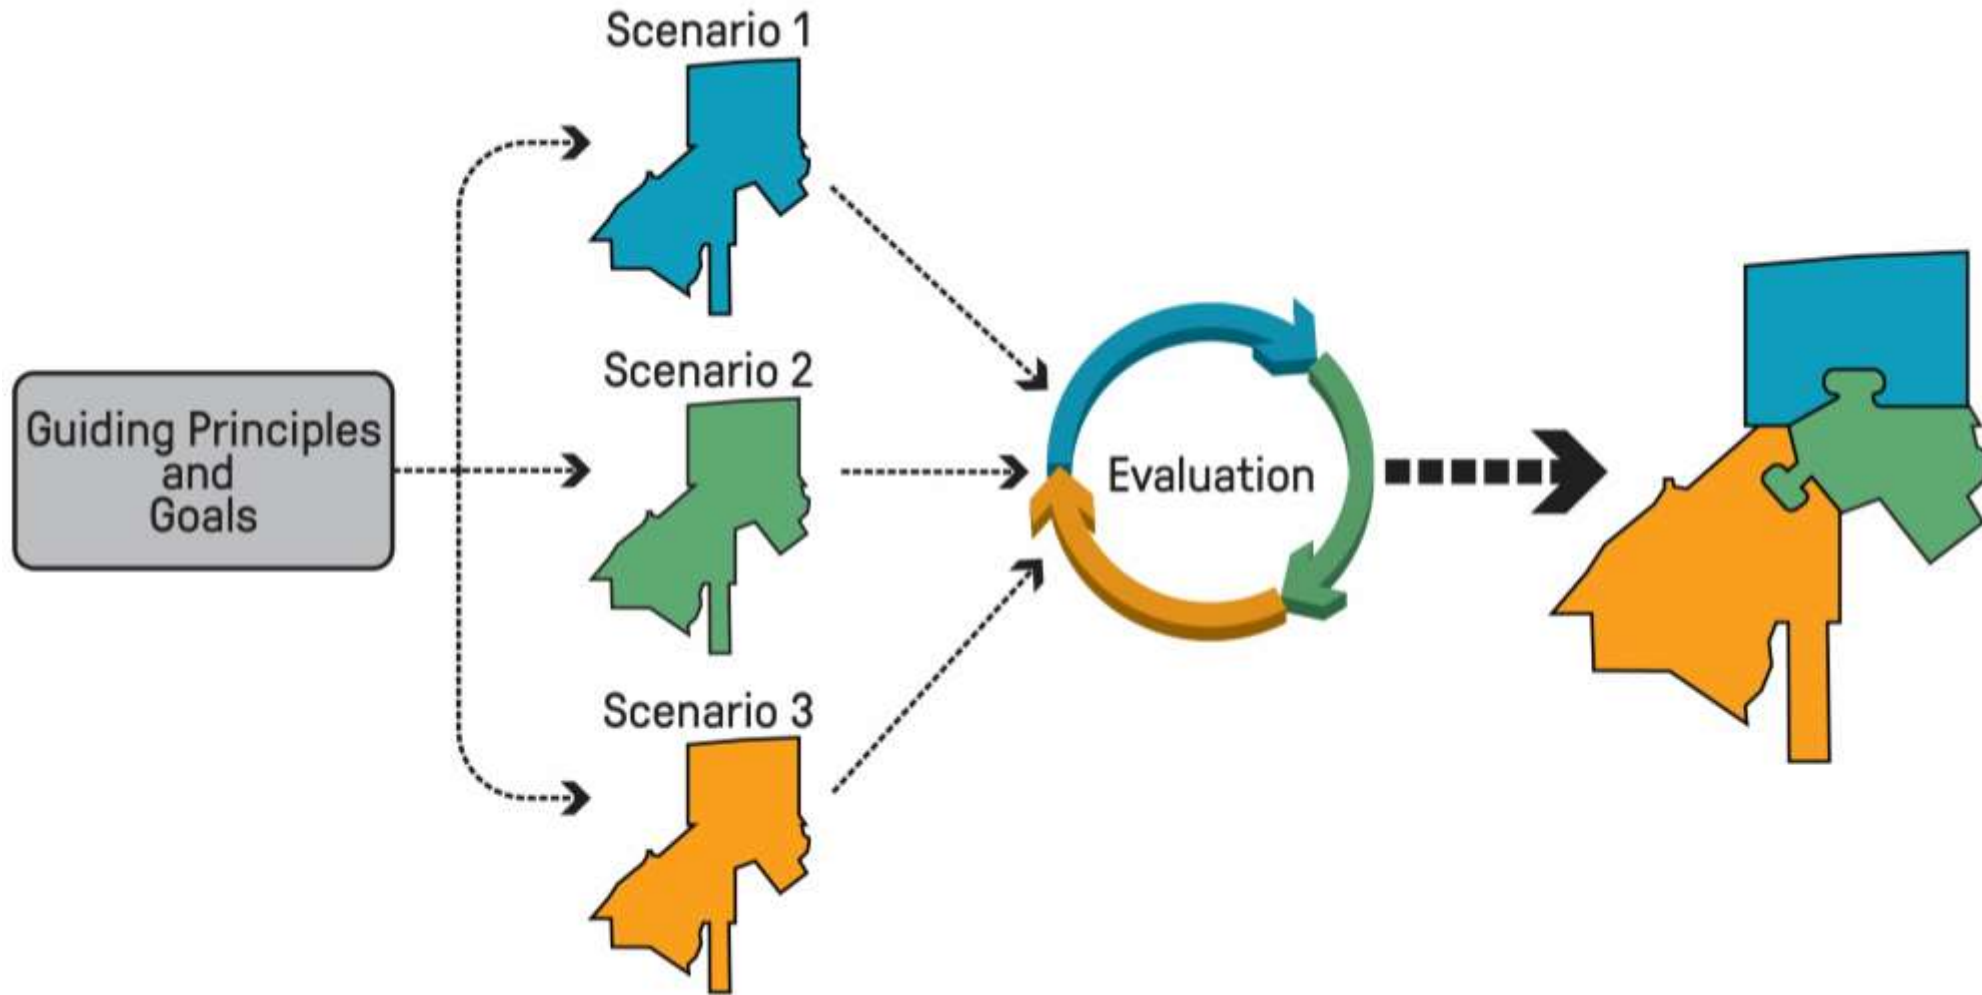 Scenario 1
Scenario 2
Guiding Principles
and
Goals
Evaluation
Scenario 3